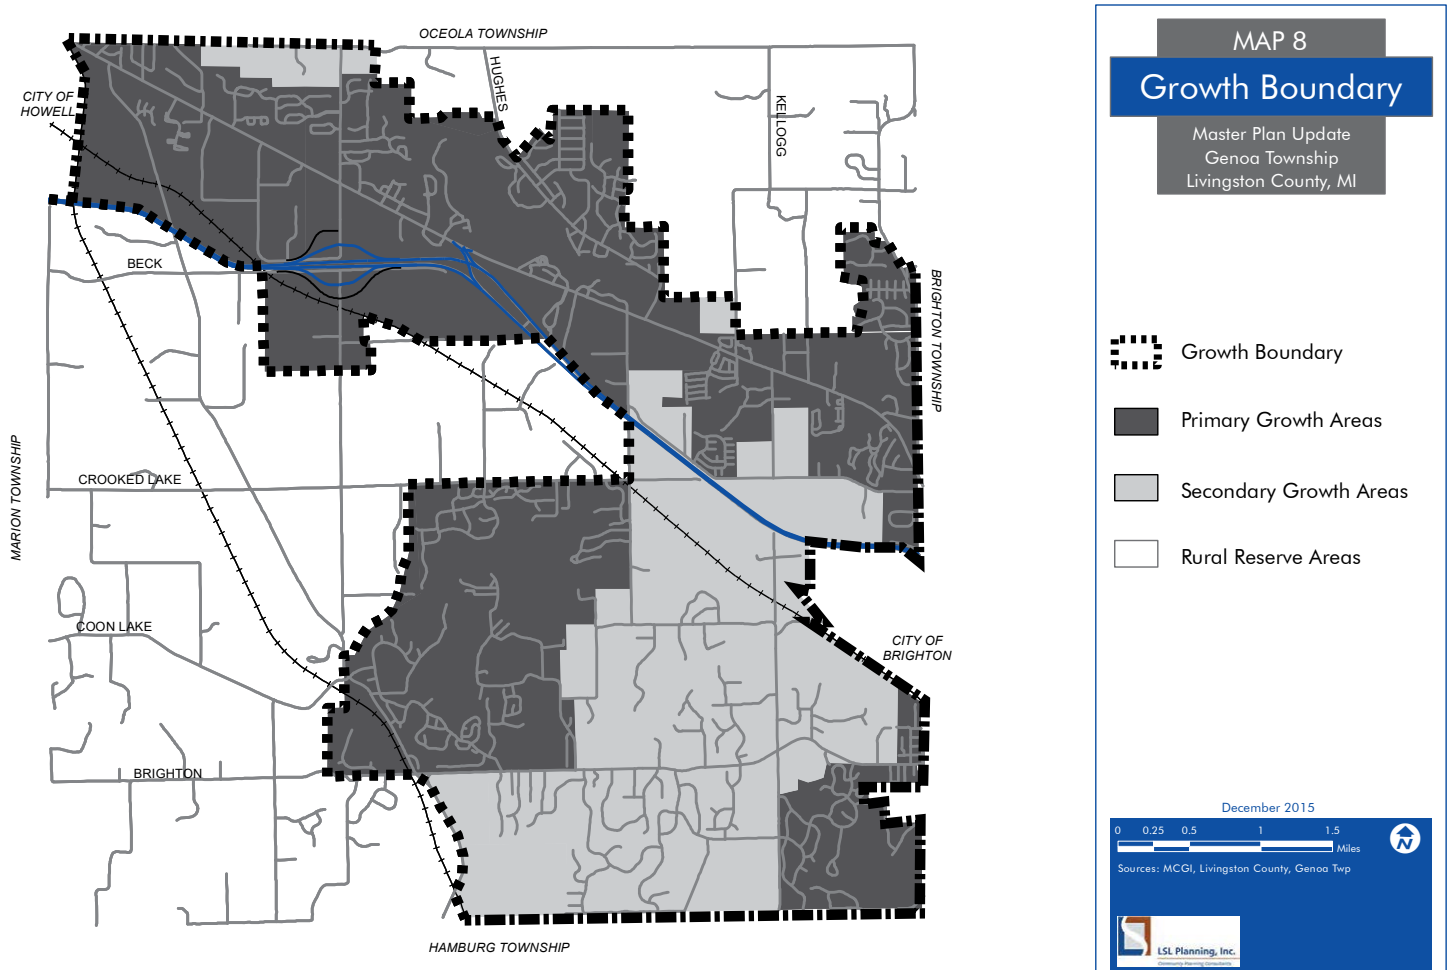 OCEOLA TOWNSHIP
CITY OF
HOWELL
HUGHES
KELLOGG
BECK
BRIGHTON TOWNSHIP
MARION TOWNSHIP
CROOKED LAKE
COON LAKE
CITY OF
BRIGHTON
BRIGHTON
HAMBURG TOWNSHIP
MAP 8
Growth Boundary
Master Plan Update
Genoa Township
Livingston County, MI
Growth Boundary
Primary Growth Areas
Secondary Growth Areas
Rural Reserve Areas
December 2015
0 0.25 0.5 1 1.5
Miles
N
Sources: MCGI, Livingston County, Genoa Twp
LSL Planning, Inc.
Community Planning Consultants